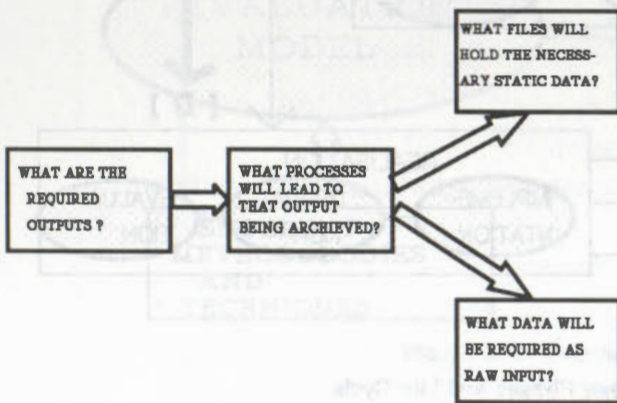 WHAT FILES WILL
HOLD THE NECESS-
ARY STATIC DATA?
WHAT ARE THE
REQUIRED
OUTPUTS ?
WHAT PROCESSES
WILL LEAD TO
THAT OUTPUT
BEING ARCHIEVED?
WHAT DATA WILL
BE REQUIRED AS
RAW INPUT?